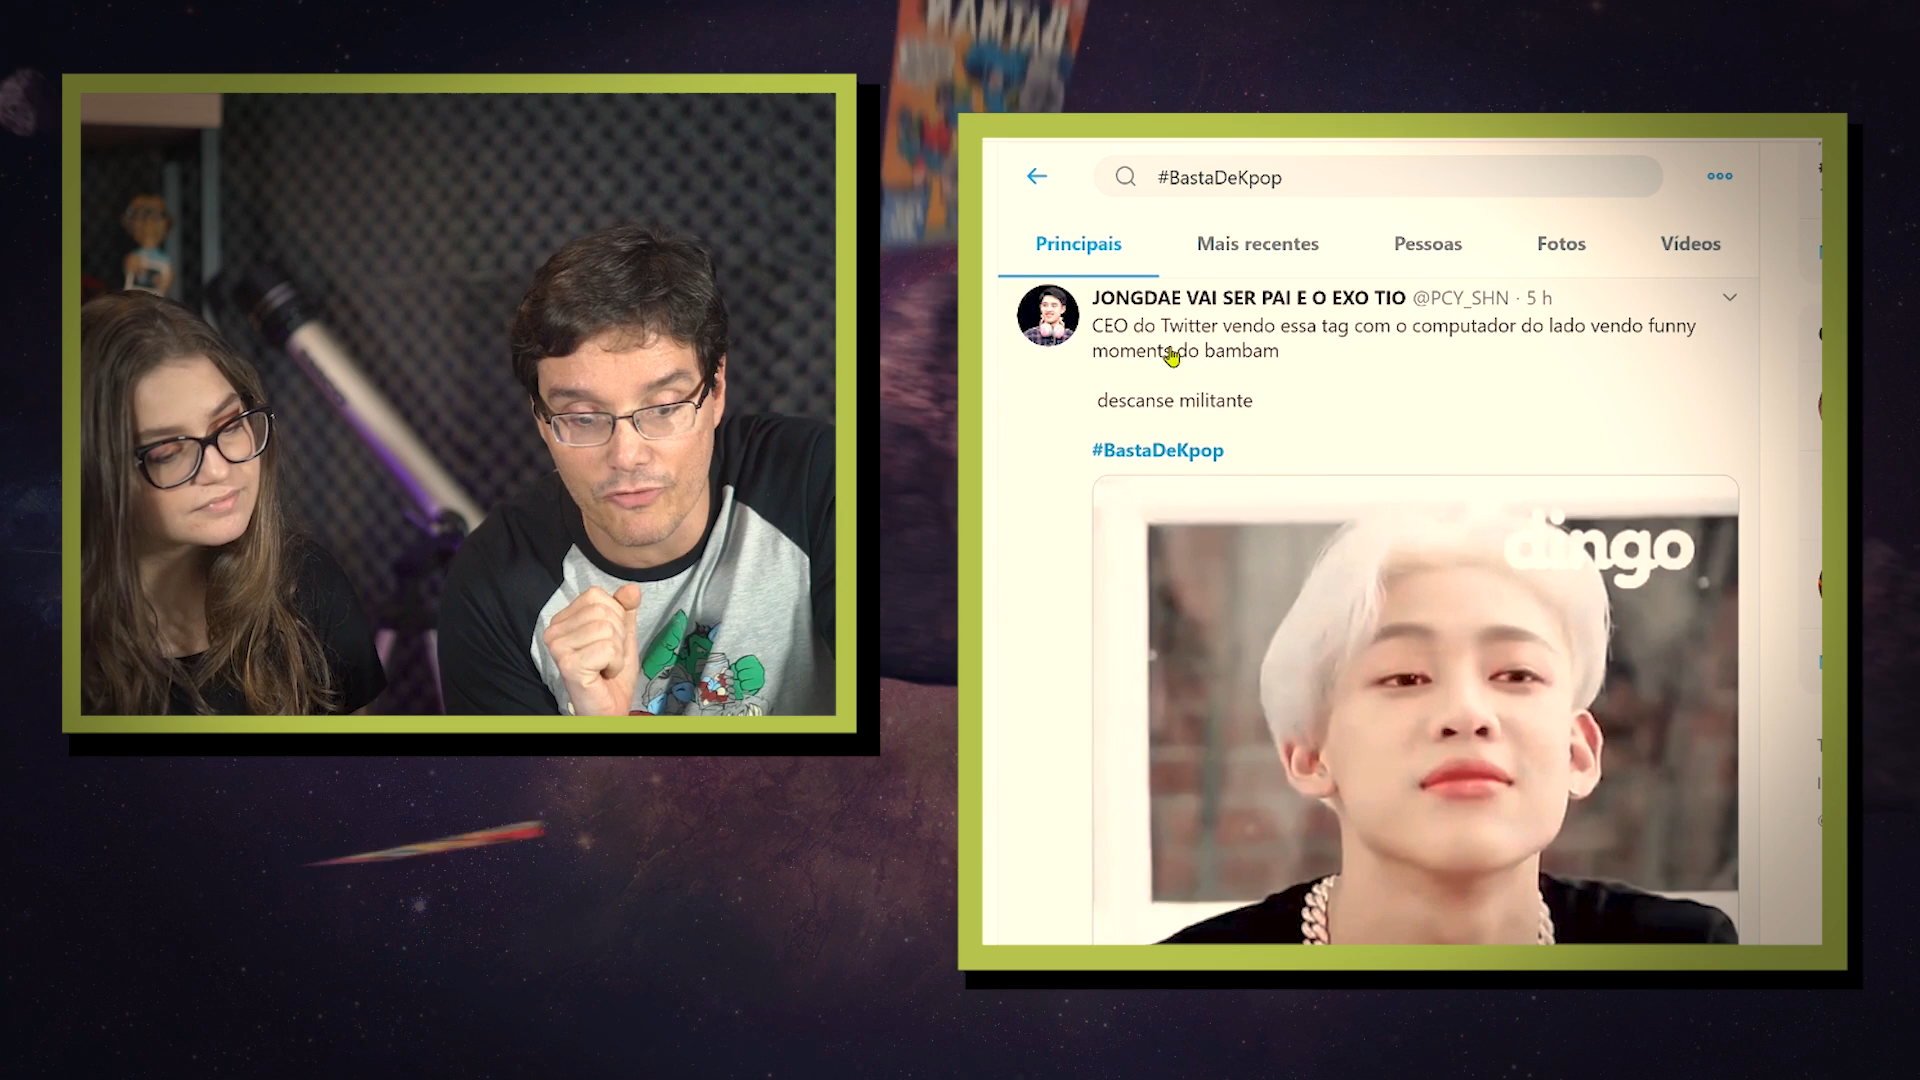 BATMAN
#BastaDeKpop
Principais
Mais recentes
Pessoas
Fotos
Vídeos
JONGDAE VAI SER PAI E O EXO TIO @PCY_SHN · 5 h
CEO do Twitter vendo essa tag com o computador do lado vendo funny
moments do bambam
descanse militante
#BastaDeKpop
dingo